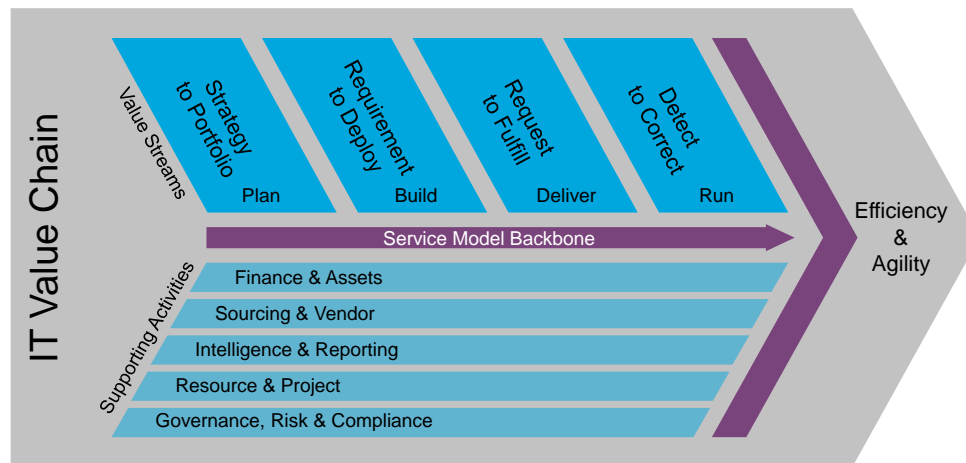 IT Value Chain
Value Streams
Strategy
to Portfolio
Plan
Requirement
to Deploy
Build
Request
to Fulfill
Deliver
Detect
to Correct
Run
Service Model Backbone
Efficiency
&
Agility
Supporting Activities
Finance & Assets
Sourcing & Vendor
Intelligence & Reporting
Resource & Project
Governance, Risk & Compliance